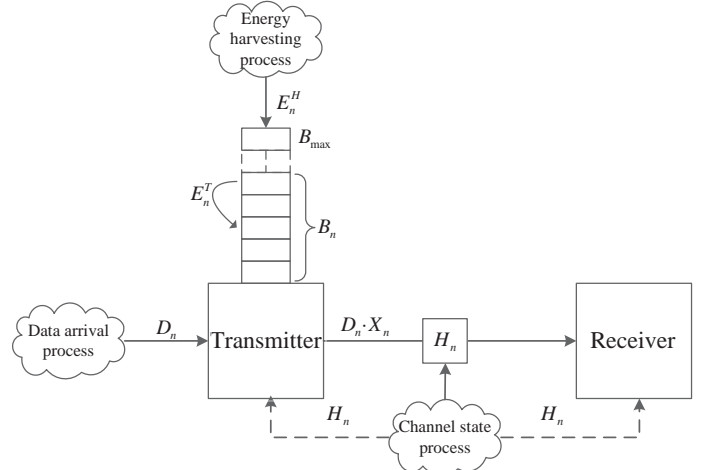 Energy
harvesting
process
E_n^H
B_max
E_n^T
B_n
Data arrival
process
D_n
Transmitter
D_n·X_n
H_n
Receiver
H_n
Channel state
process
H_n